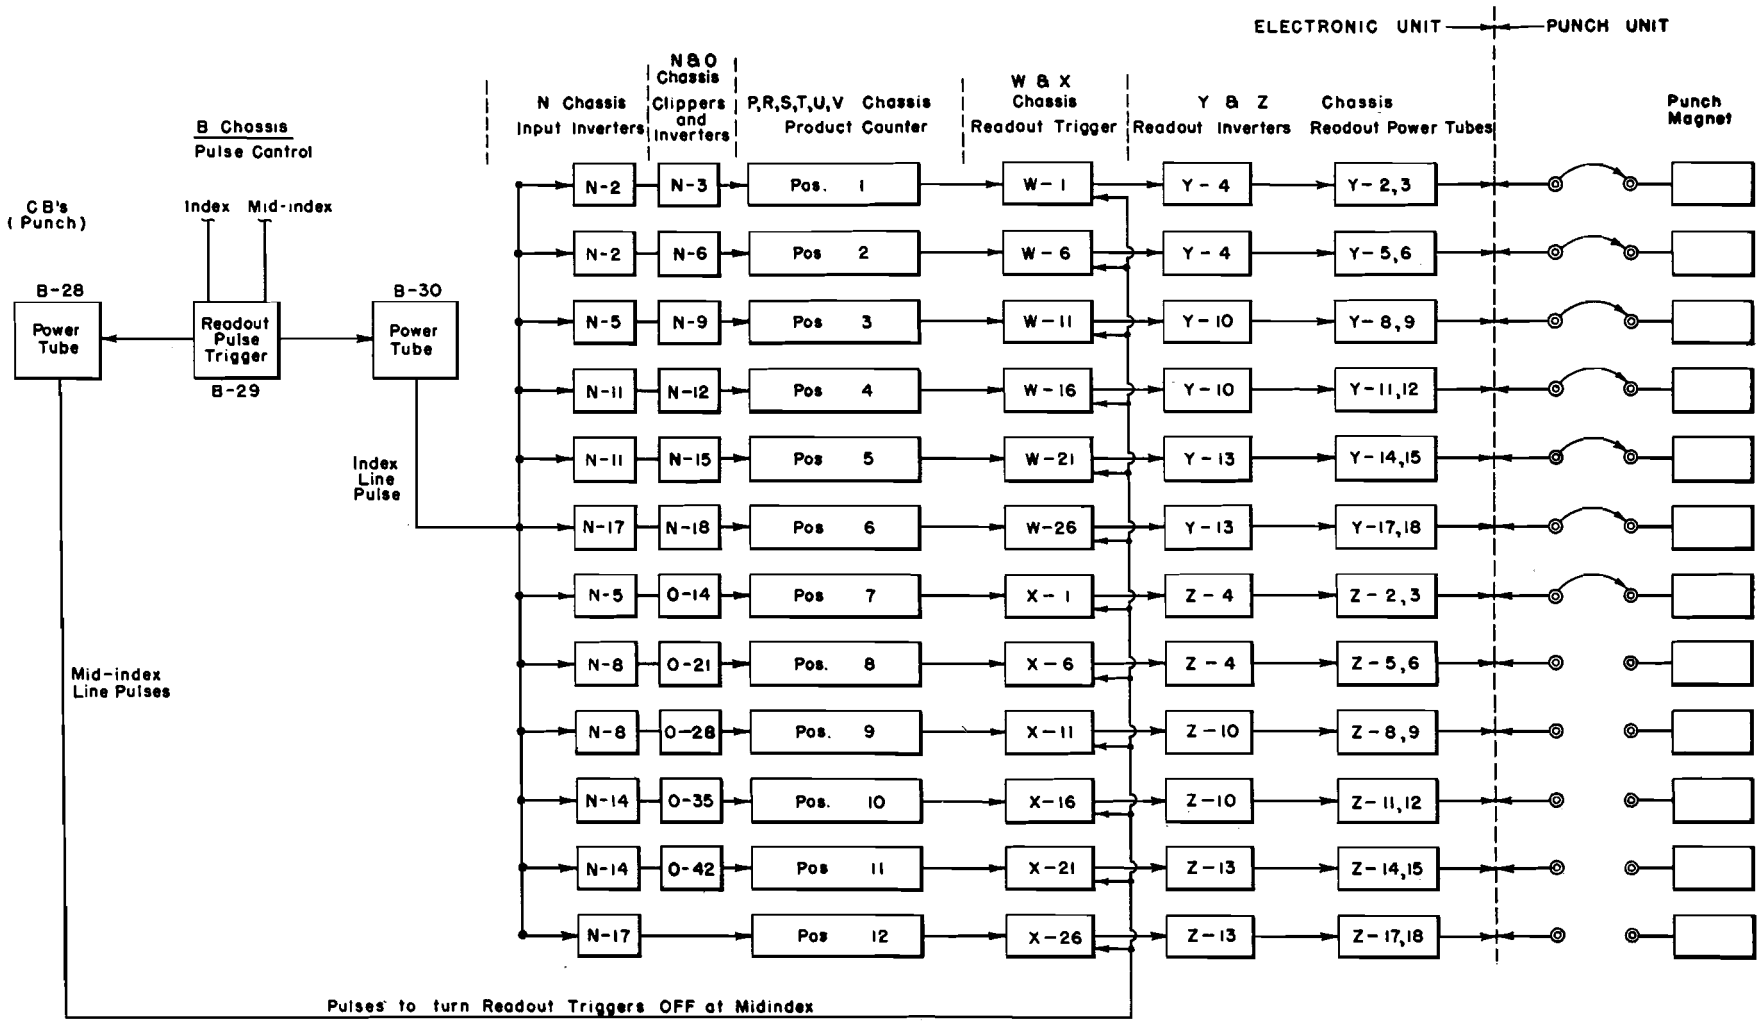 ELECTRONIC UNIT
PUNCH UNIT
B Chassis
Pulse Control
N Chassis
Input Inverters
N & O
Chassis
Clippers
and
Inverters
P,R,S,T,U,V Chassis
Product Counter
W & X
Chassis
Readout Trigger
Y & Z Chassis
Readout Inverters
Readout Power Tubes
Punch
Magnet
CB's
(Punch)
Index
Mid-index
B-28
Power
Tube
Readout
Pulse
Trigger
B-29
B-30
Power
Tube
Index
Line
Pulse
Mid-index
Line Pulses
N-2 N-3 Pos. 1 W-1 Y-4 Y-2,3
N-2 N-6 Pos 2 W-6 Y-4 Y-5,6
N-5 N-9 Pos 3 W-11 Y-10 Y-8,9
N-11 N-12 Pos 4 W-16 Y-10 Y-11,12
N-11 N-15 Pos 5 W-21 Y-13 Y-14,15
N-17 N-18 Pos 6 W-26 Y-13 Y-17,18
N-5 O-14 Pos 7 X-1 Z-4 Z-2,3
N-8 O-21 Pos. 8 X-6 Z-4 Z-5,6
N-8 O-28 Pos. 9 X-11 Z-10 Z-8,9
N-14 O-35 Pos. 10 X-16 Z-10 Z-11,12
N-14 O-42 Pos 11 X-21 Z-13 Z-14,15
N-17 Pos 12 X-26 Z-13 Z-17,18
Pulses to turn Readout Triggers OFF at Midindex